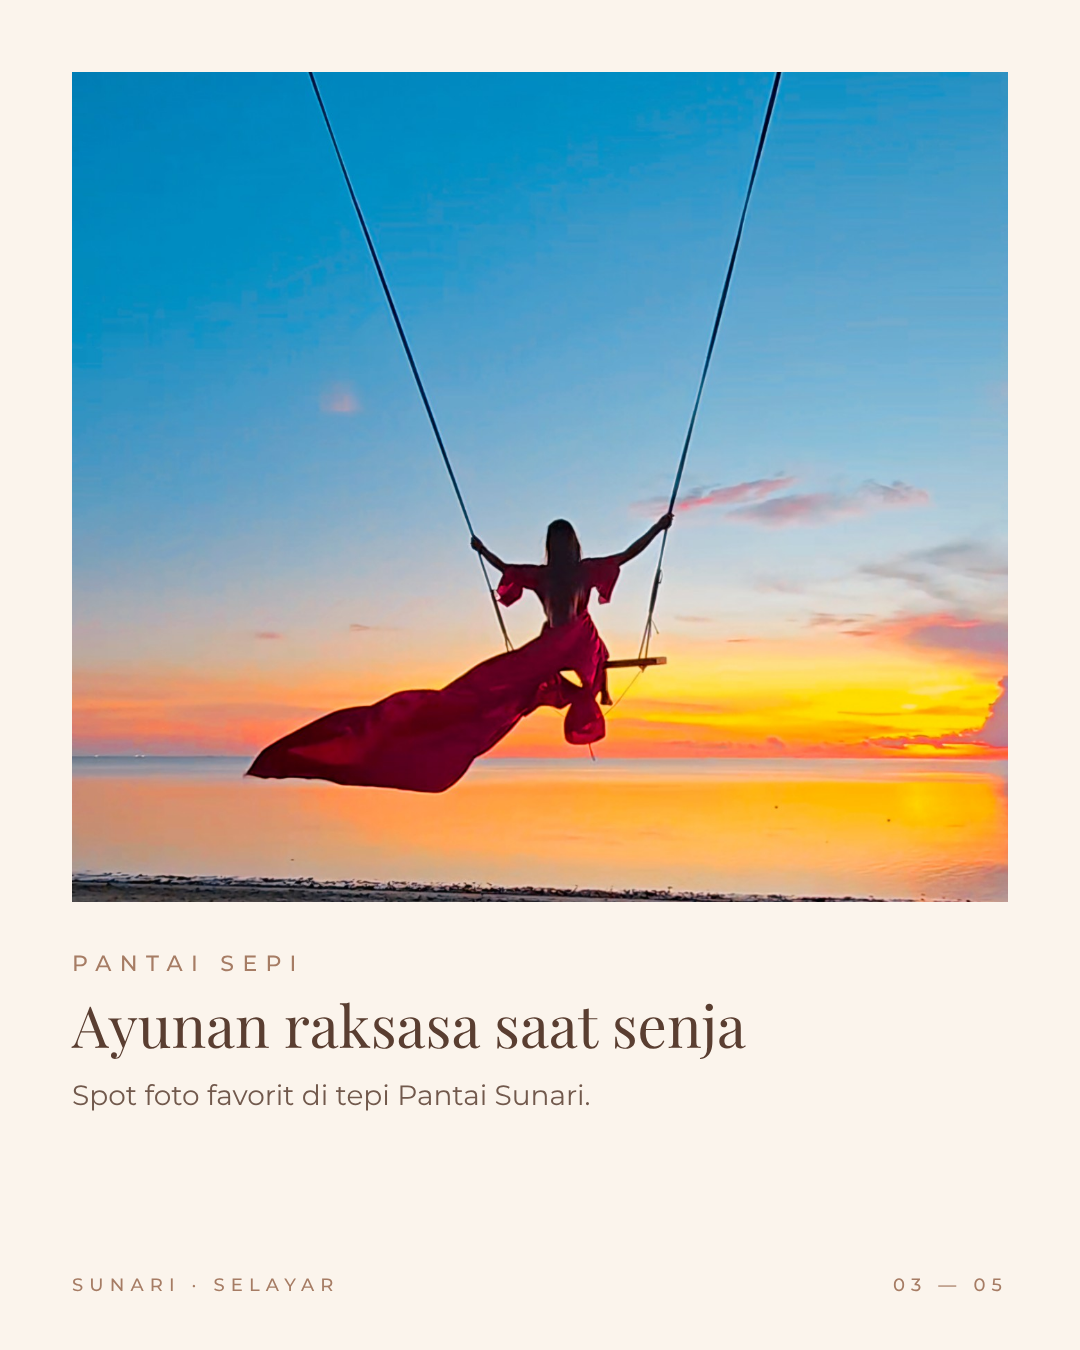 PANTAI SEPI
Ayunan raksasa saat senja
Spot foto favorit di tepi Pantai Sunari.
SUNARI · SELAYAR
03 — 05